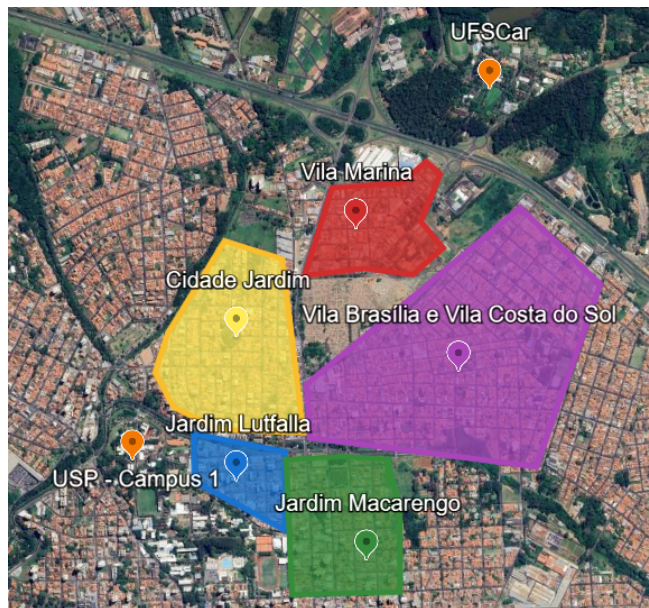 UFSCar
Vila Marina
Cidade Jardim
Vila Brasília e Vila Costa do Sol
Jardim Lutfalla
USP - Campus 1
Jardim Macarengo